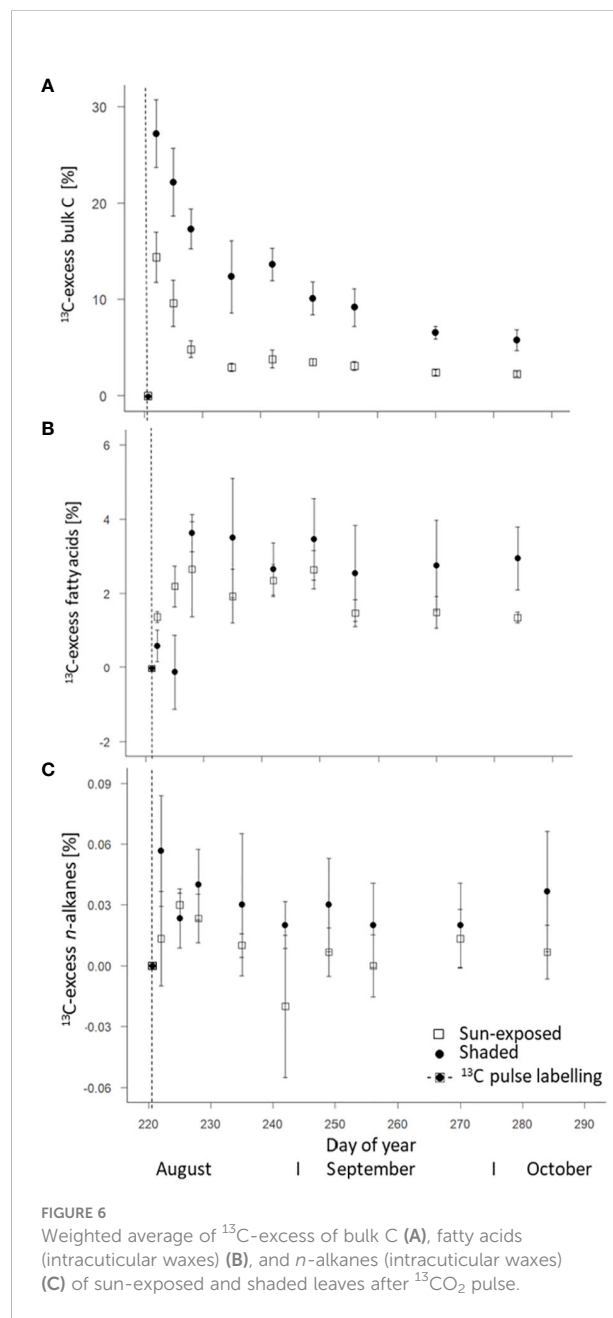 A
30
20
10
0
¹³C-excess bulk C [%]
B
6
4
2
0
-2
¹³C-excess fatty acids [%]
C
0.09
0.06
0.03
0.00
-0.03
-0.06
¹³C-excess n-alkanes [%]
Sun-exposed
Shaded
¹³C pulse labelling
220 230 240 250 260 270 280 290
Day of year
August I September I October
FIGURE 6
Weighted average of ¹³C-excess of bulk C (A), fatty acids
(intracuticular waxes) (B), and n-alkanes (intracuticular waxes)
(C) of sun-exposed and shaded leaves after ¹³CO₂ pulse.